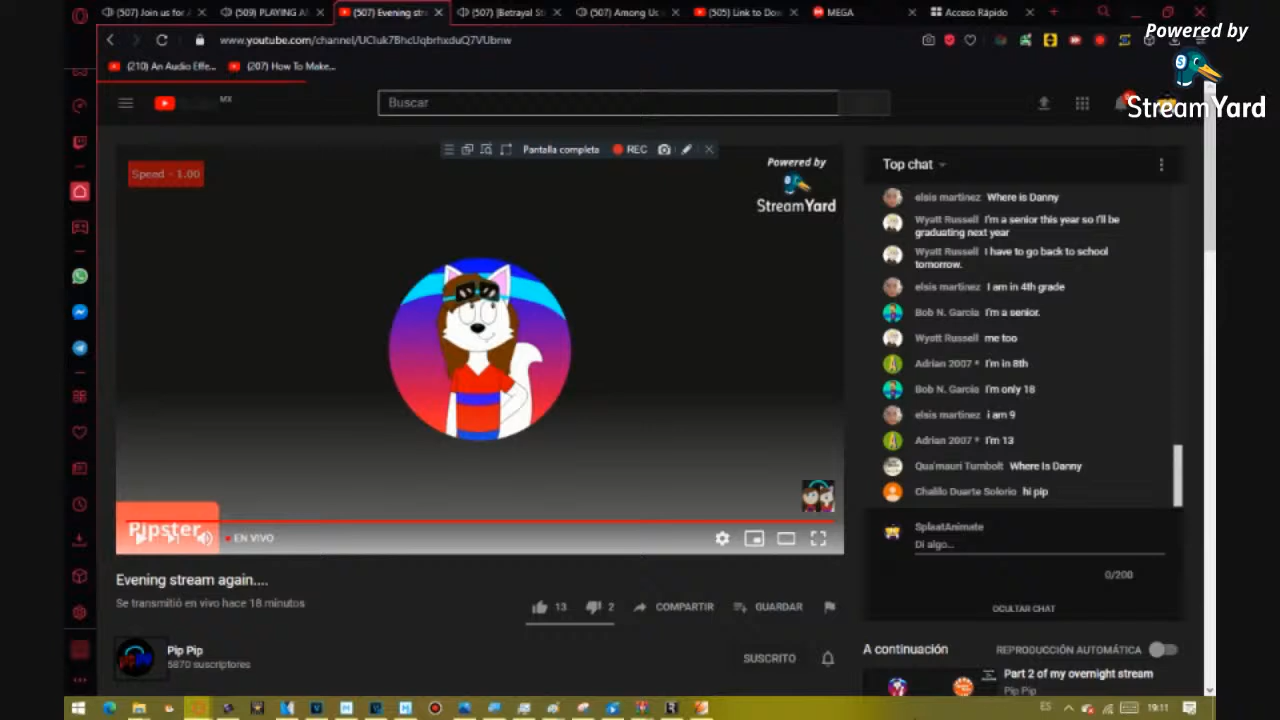 (507) Join us for A
(509) PLAYING A
(507) Evening stre
(507) [Betrayal St
(507) Among Us
(505) Link to Do
MEGA
Acceso Rápido
www.youtube.com/channel/UCIuk7BhcUqbrhxduQ7VUbnw
Powered by
StreamYard
(210) An Audio Effe...
(207) How To Make...
MX
Buscar
Pantalla completa
REC
Speed - 1.00
Powered by
StreamYard
Pipster
EN VIVO
Evening stream again....
Se transmitió en vivo hace 18 minutos
13
2
COMPARTIR
GUARDAR
Pip Pip
5870 suscriptores
SUSCRITO
Top chat
elsis martinez Where is Danny
Wyatt Russell I'm a senior this year so I'll be
graduating next year
Wyatt Russell I have to go back to school
tomorrow.
elsis martinez I am in 4th grade
Bob N. Garcia I'm a senior.
Wyatt Russell me too
Adrian 2007 * I'm in 8th
Bob N. Garcia I'm only 18
elsis martinez i am 9
Adrian 2007 * I'm 13
Qua'mauri Tumbolt Where Is Danny
Chalilo Duarte Solorio hi pip
SplaatAnimate
Di algo...
0/200
OCULTAR CHAT
A continuación
REPRODUCCIÓN AUTOMÁTICA
Part 2 of my overnight stream
Pip Pip
ES
19:11